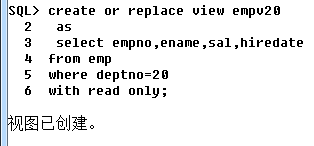 SQL> create or replace view empv20
2 as
3 select empno,ename,sal,hiredate
4 from emp
5 where deptno=20
6 with read only;
视图已创建。